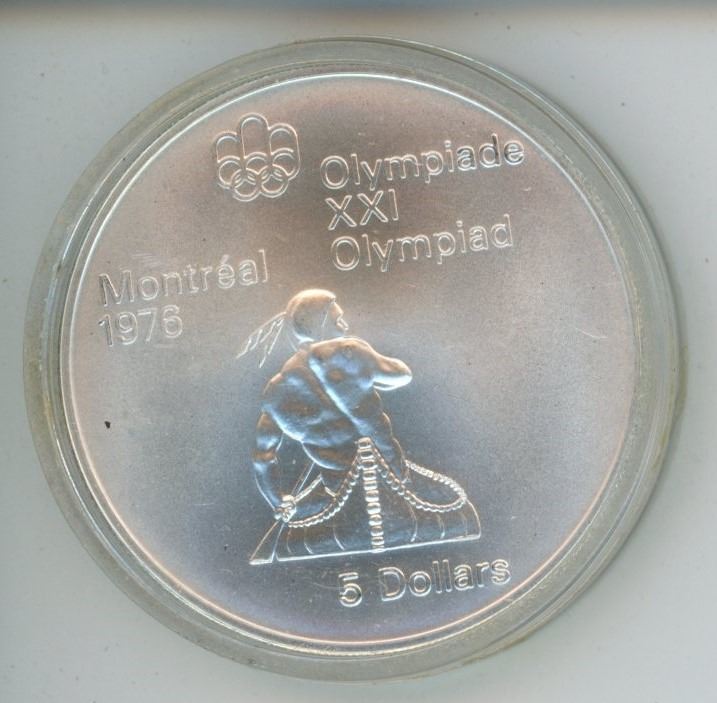 Olympiade
XXI
Olympiad
Montréal
1976
5 Dollars